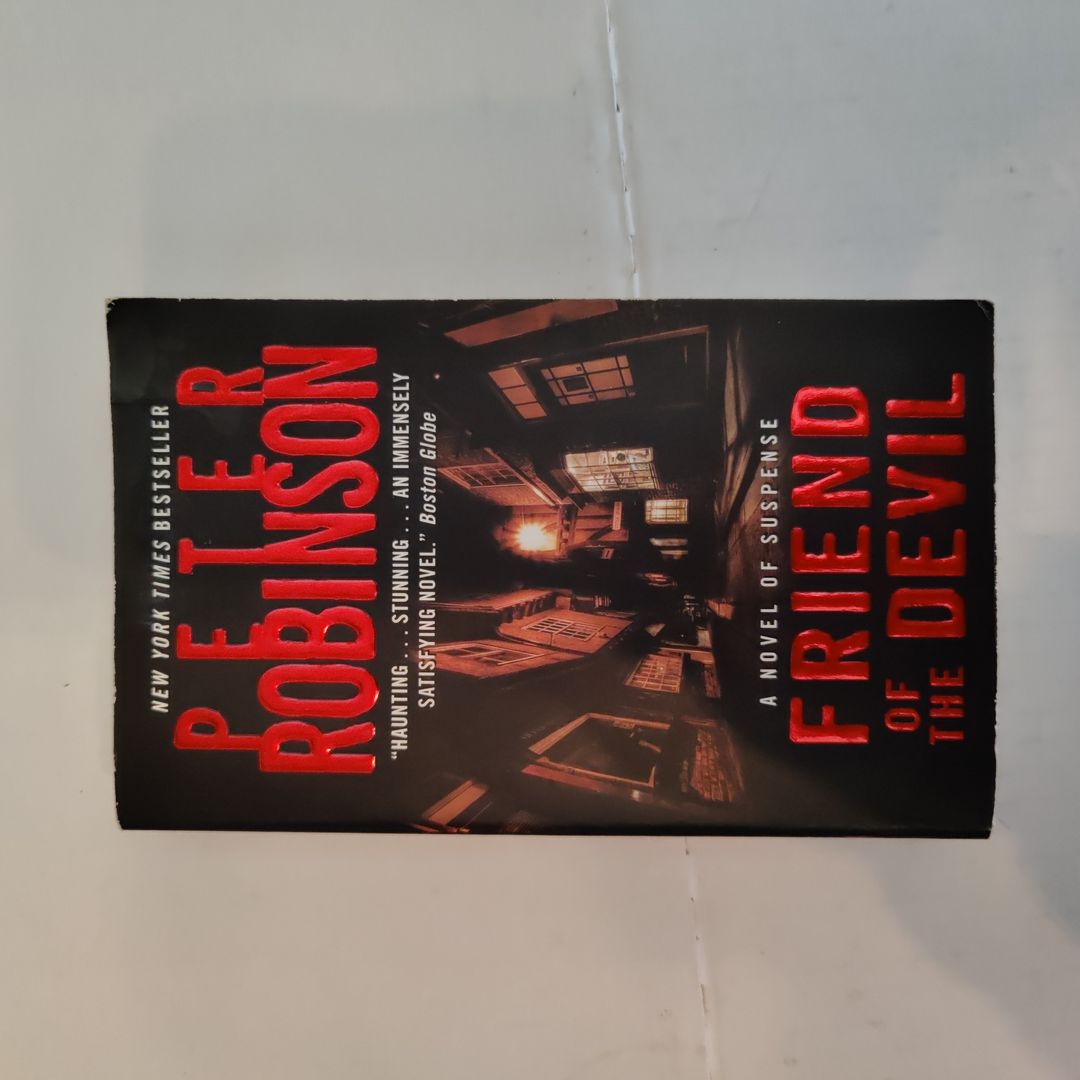 NEW YORK TIMES BESTSELLER
PETER
ROBINSON
"HAUNTING . . . STUNNING . . . AN IMMENSELY
SATISFYING NOVEL." Boston Globe
A NOVEL OF SUSPENSE
FRIEND
OF THE DEVIL